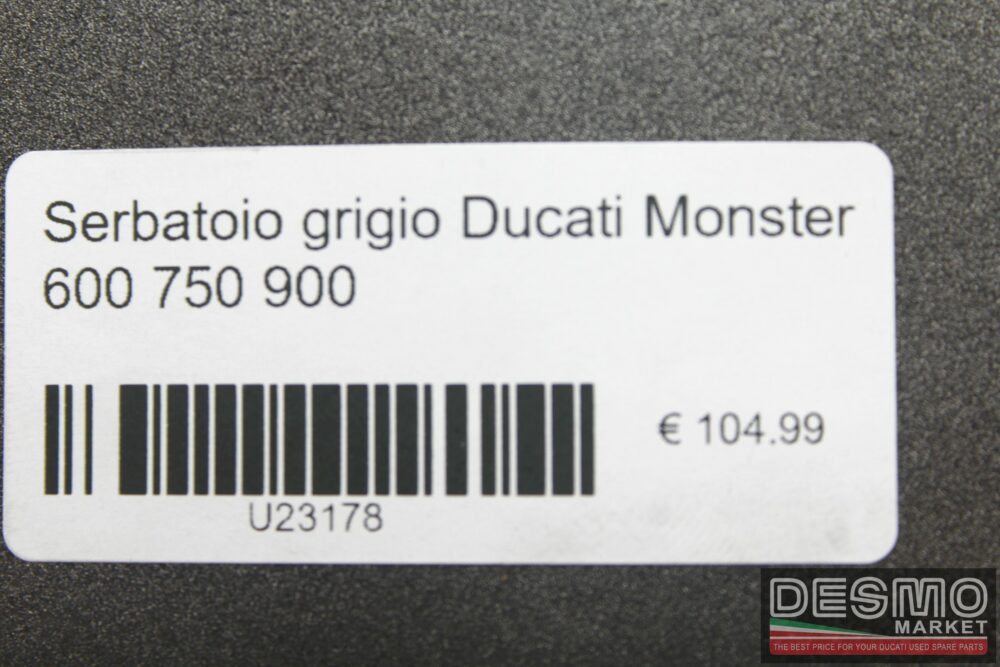 Serbatoio grigio Ducati Monster
600 750 900
€ 104.99
U23178
DESMO
MARKET
THE BEST PRICE FOR YOUR DUCATI USED SPARE PARTS